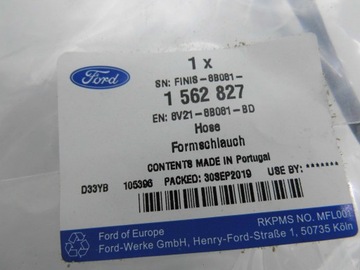 1 x
SN: FINIS-8B081-
1 562 827
EN: 8V21-8B081-BD
Hose
Formschlauch
CONTENTS MADE IN Portugal
D33YB 105396 PACKED: 30SEP2019 USE BY: *******
Ford
Ford of Europe
RKPMS NO. MFL001
Ford-Werke GmbH, Henry-Ford-Straße 1, 50735 Köln